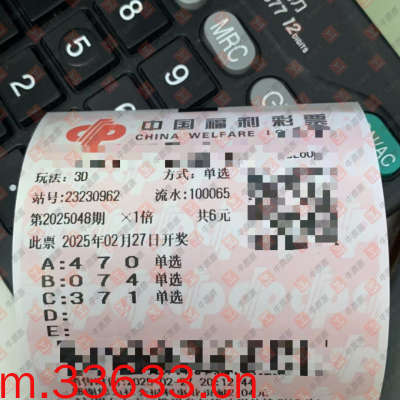 MRC
M/AC
12
5
2
8
9
中国福利彩票
CHINA WELFARE
玩法: 3D
方式: 单选
站号:23230962
流水:100065
第2025048期 ×1倍 共6元
此票 2025年02月27日开奖
A:4 7 0 单选
B:0 7 4 单选
C:3 7 1 单选
D:
E:
m.33633.cn